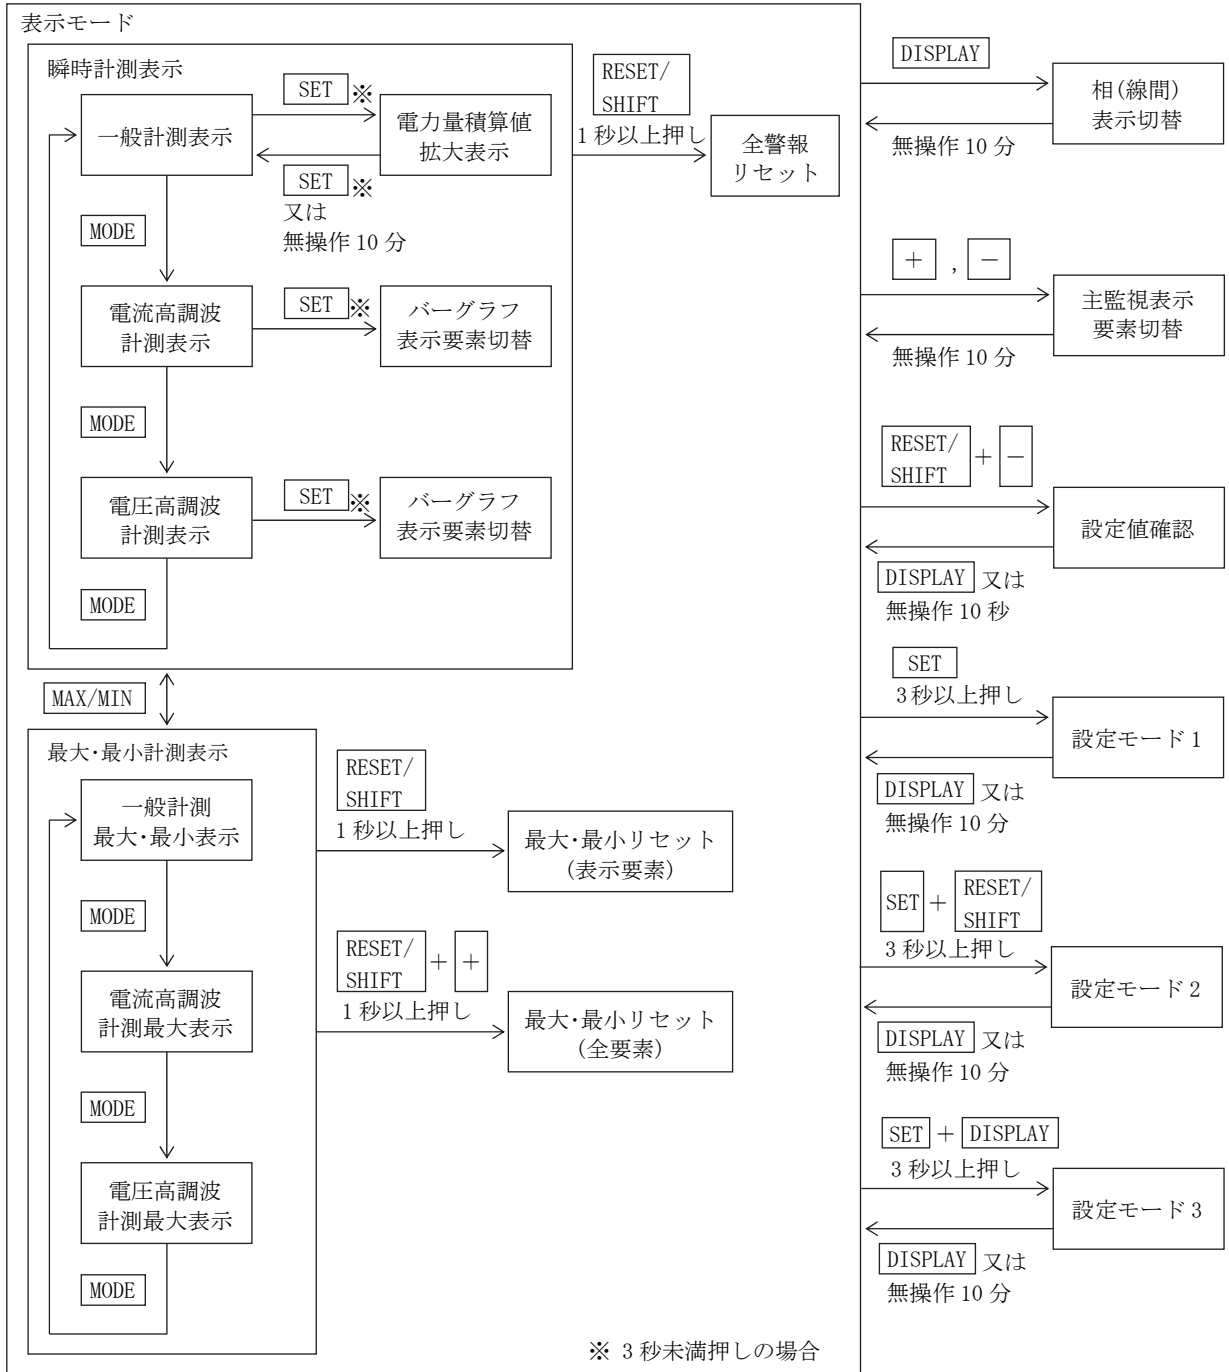 表示モード
瞬時計測表示
一般計測表示
SET ※
電力量積算値
拡大表示
SET ※
又は
無操作10分
MODE
電流高調波
計測表示
SET ※
バーグラフ
表示要素切替
MODE
電圧高調波
計測表示
SET ※
バーグラフ
表示要素切替
MODE
RESET/
SHIFT
1秒以上押し
全警報
リセット
MAX/MIN
最大・最小計測表示
一般計測
最大・最小表示
MODE
電流高調波
計測最大表示
MODE
電圧高調波
計測最大表示
MODE
RESET/
SHIFT
1秒以上押し
最大・最小リセット
(表示要素)
RESET/
SHIFT + +
1秒以上押し
最大・最小リセット
(全要素)
※ 3秒未満押しの場合
DISPLAY
相(線間)
表示切替
無操作10分
+ , −
主監視表示
要素切替
無操作10分
RESET/
SHIFT + −
設定値確認
DISPLAY 又は
無操作10秒
SET
3秒以上押し
設定モード1
DISPLAY 又は
無操作10分
SET + RESET/
SHIFT
3秒以上押し
設定モード2
DISPLAY 又は
無操作10分
SET + DISPLAY
3秒以上押し
設定モード3
DISPLAY 又は
無操作10分